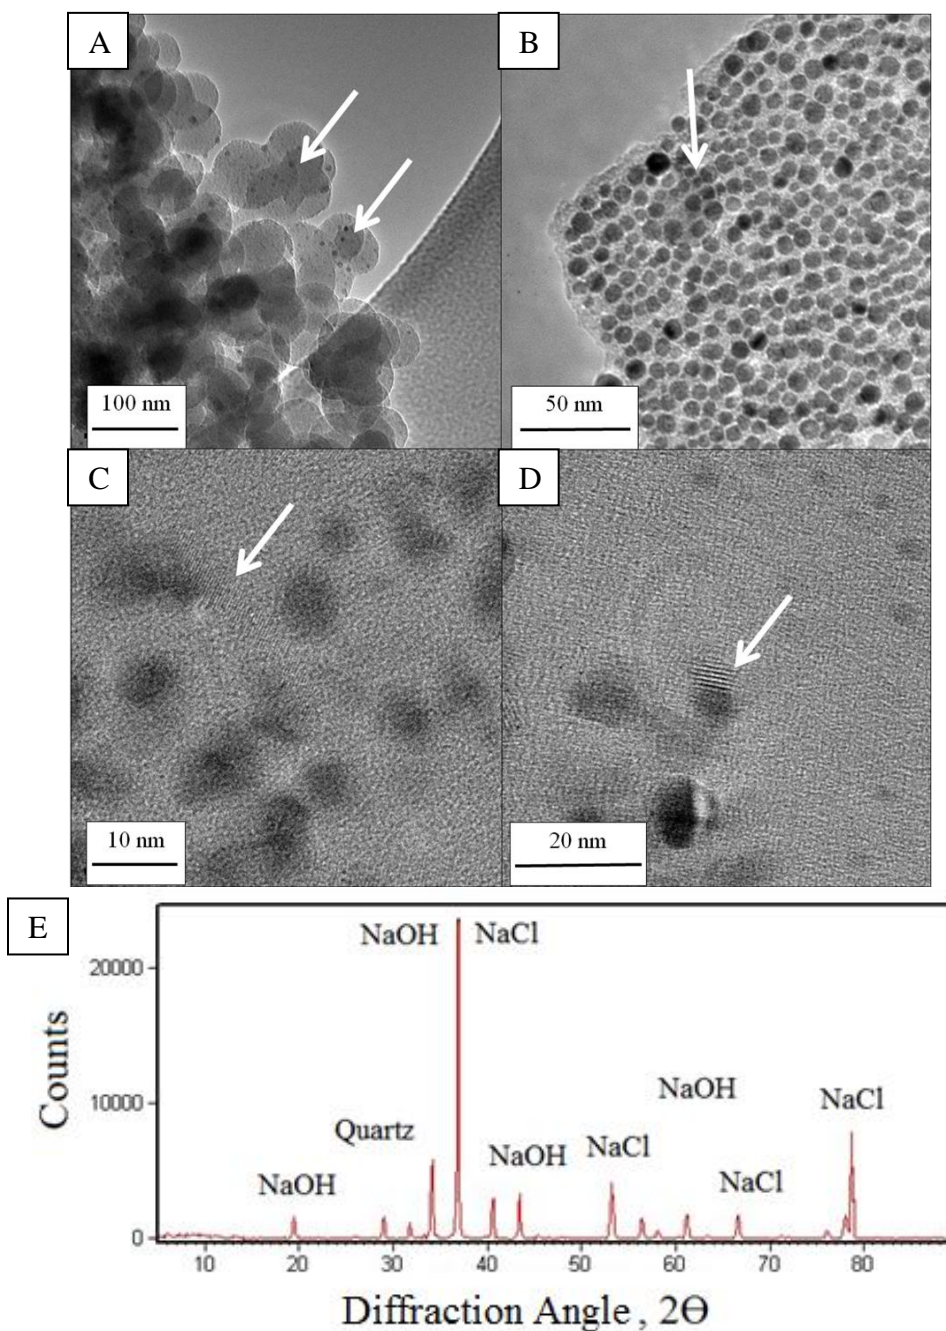 A
B
100 nm
50 nm
C
D
10 nm
20 nm
E
NaOH NaCl
20000
10000
NaOH
NaCl
Quartz
NaOH
NaCl
NaOH
NaCl
0
10 20 30 40 50 60 70 80
Counts
Diffraction Angle , 2Θ